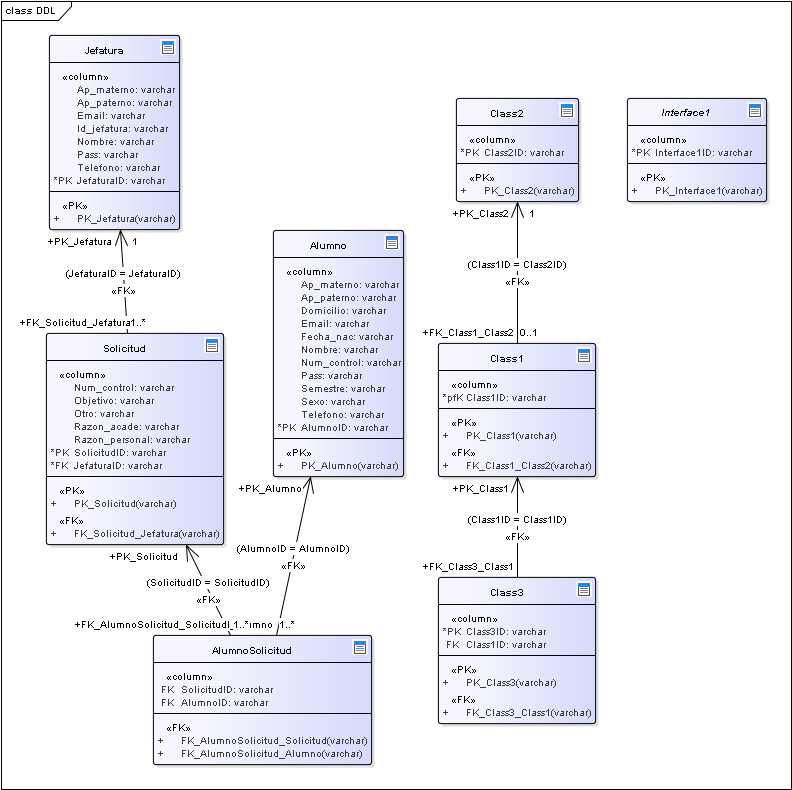 class DDL
Jefatura
«column»
Ap_materno: varchar
Ap_paterno: varchar
Email: varchar
Id_jefatura: varchar
Nombre: varchar
Pass: varchar
Telefono: varchar
*PK JefaturaID: varchar
«PK»
+ PK_Jefatura(varchar)
+PK_Jefatura 1
(JefaturaID = JefaturaID)
«FK»
+FK_Solicitud_Jefatura1..*
Solicitud
«column»
Num_control: varchar
Objetivo: varchar
Otro: varchar
Razon_acade: varchar
Razon_personal: varchar
*PK SolicitudID: varchar
*FK JefaturaID: varchar
«PK»
+ PK_Solicitud(varchar)
«FK»
+ FK_Solicitud_Jefatura(varchar)
+PK_Solicitud
(SolicitudID = SolicitudID)
«FK»
Alumno
«column»
Ap_materno: varchar
Ap_paterno: varchar
Domicilio: varchar
Email: varchar
Fecha_nac: varchar
Nombre: varchar
Num_control: varchar
Pass: varchar
Semestre: varchar
Sexo: varchar
Telefono: varchar
*PK AlumnoID: varchar
«PK»
+ PK_Alumno(varchar)
+PK_Alumno
(AlumnoID = AlumnoID)
«FK»
+FK_AlumnoSolicitud_Solicitudl_1..*ımno 1..*
AlumnoSolicitud
«column»
FK SolicitudID: varchar
FK AlumnoID: varchar
«FK»
+ FK_AlumnoSolicitud_Solicitud(varchar)
+ FK_AlumnoSolicitud_Alumno(varchar)
Class2
«column»
*PK Class2ID: varchar
«PK»
+ PK_Class2(varchar)
+PK_Class2 1
(Class1ID = Class2ID)
«FK»
+FK_Class1_Class2 0..1
Class1
«column»
*pfK Class1ID: varchar
«PK»
+ PK_Class1(varchar)
«FK»
+ FK_Class1_Class2(varchar)
+PK_Class1
(Class1ID = Class1ID)
«FK»
+FK_Class3_Class1
Class3
«column»
*PK Class3ID: varchar
FK Class1ID: varchar
«PK»
+ PK_Class3(varchar)
«FK»
+ FK_Class3_Class1(varchar)
Interface1
«column»
*PK Interface1ID: varchar
«PK»
+ PK_Interface1(varchar)